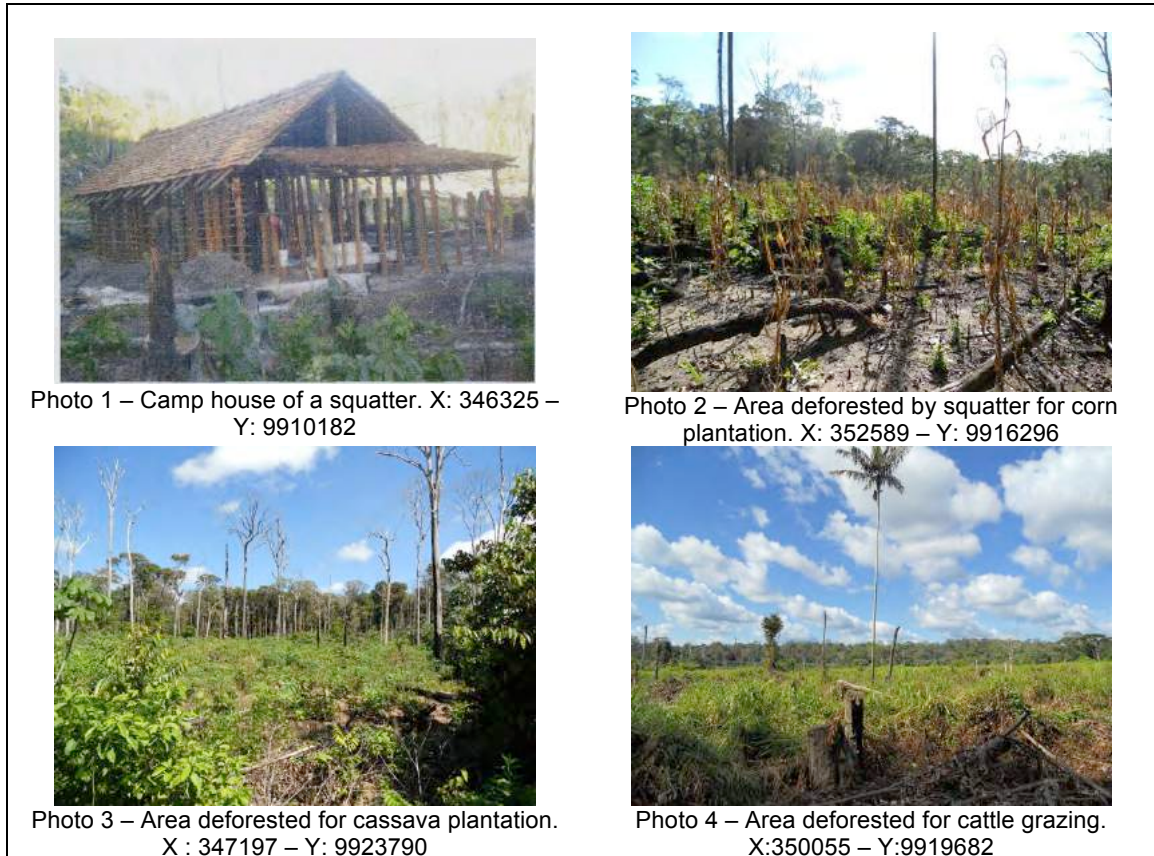 Photo 1 – Camp house of a squatter. X: 346325 –
Y: 9910182
Photo 2 – Area deforested by squatter for corn
plantation. X: 352589 – Y: 9916296
Photo 3 – Area deforested for cassava plantation.
X : 347197 – Y: 9923790
Photo 4 – Area deforested for cattle grazing.
X:350055 – Y:9919682